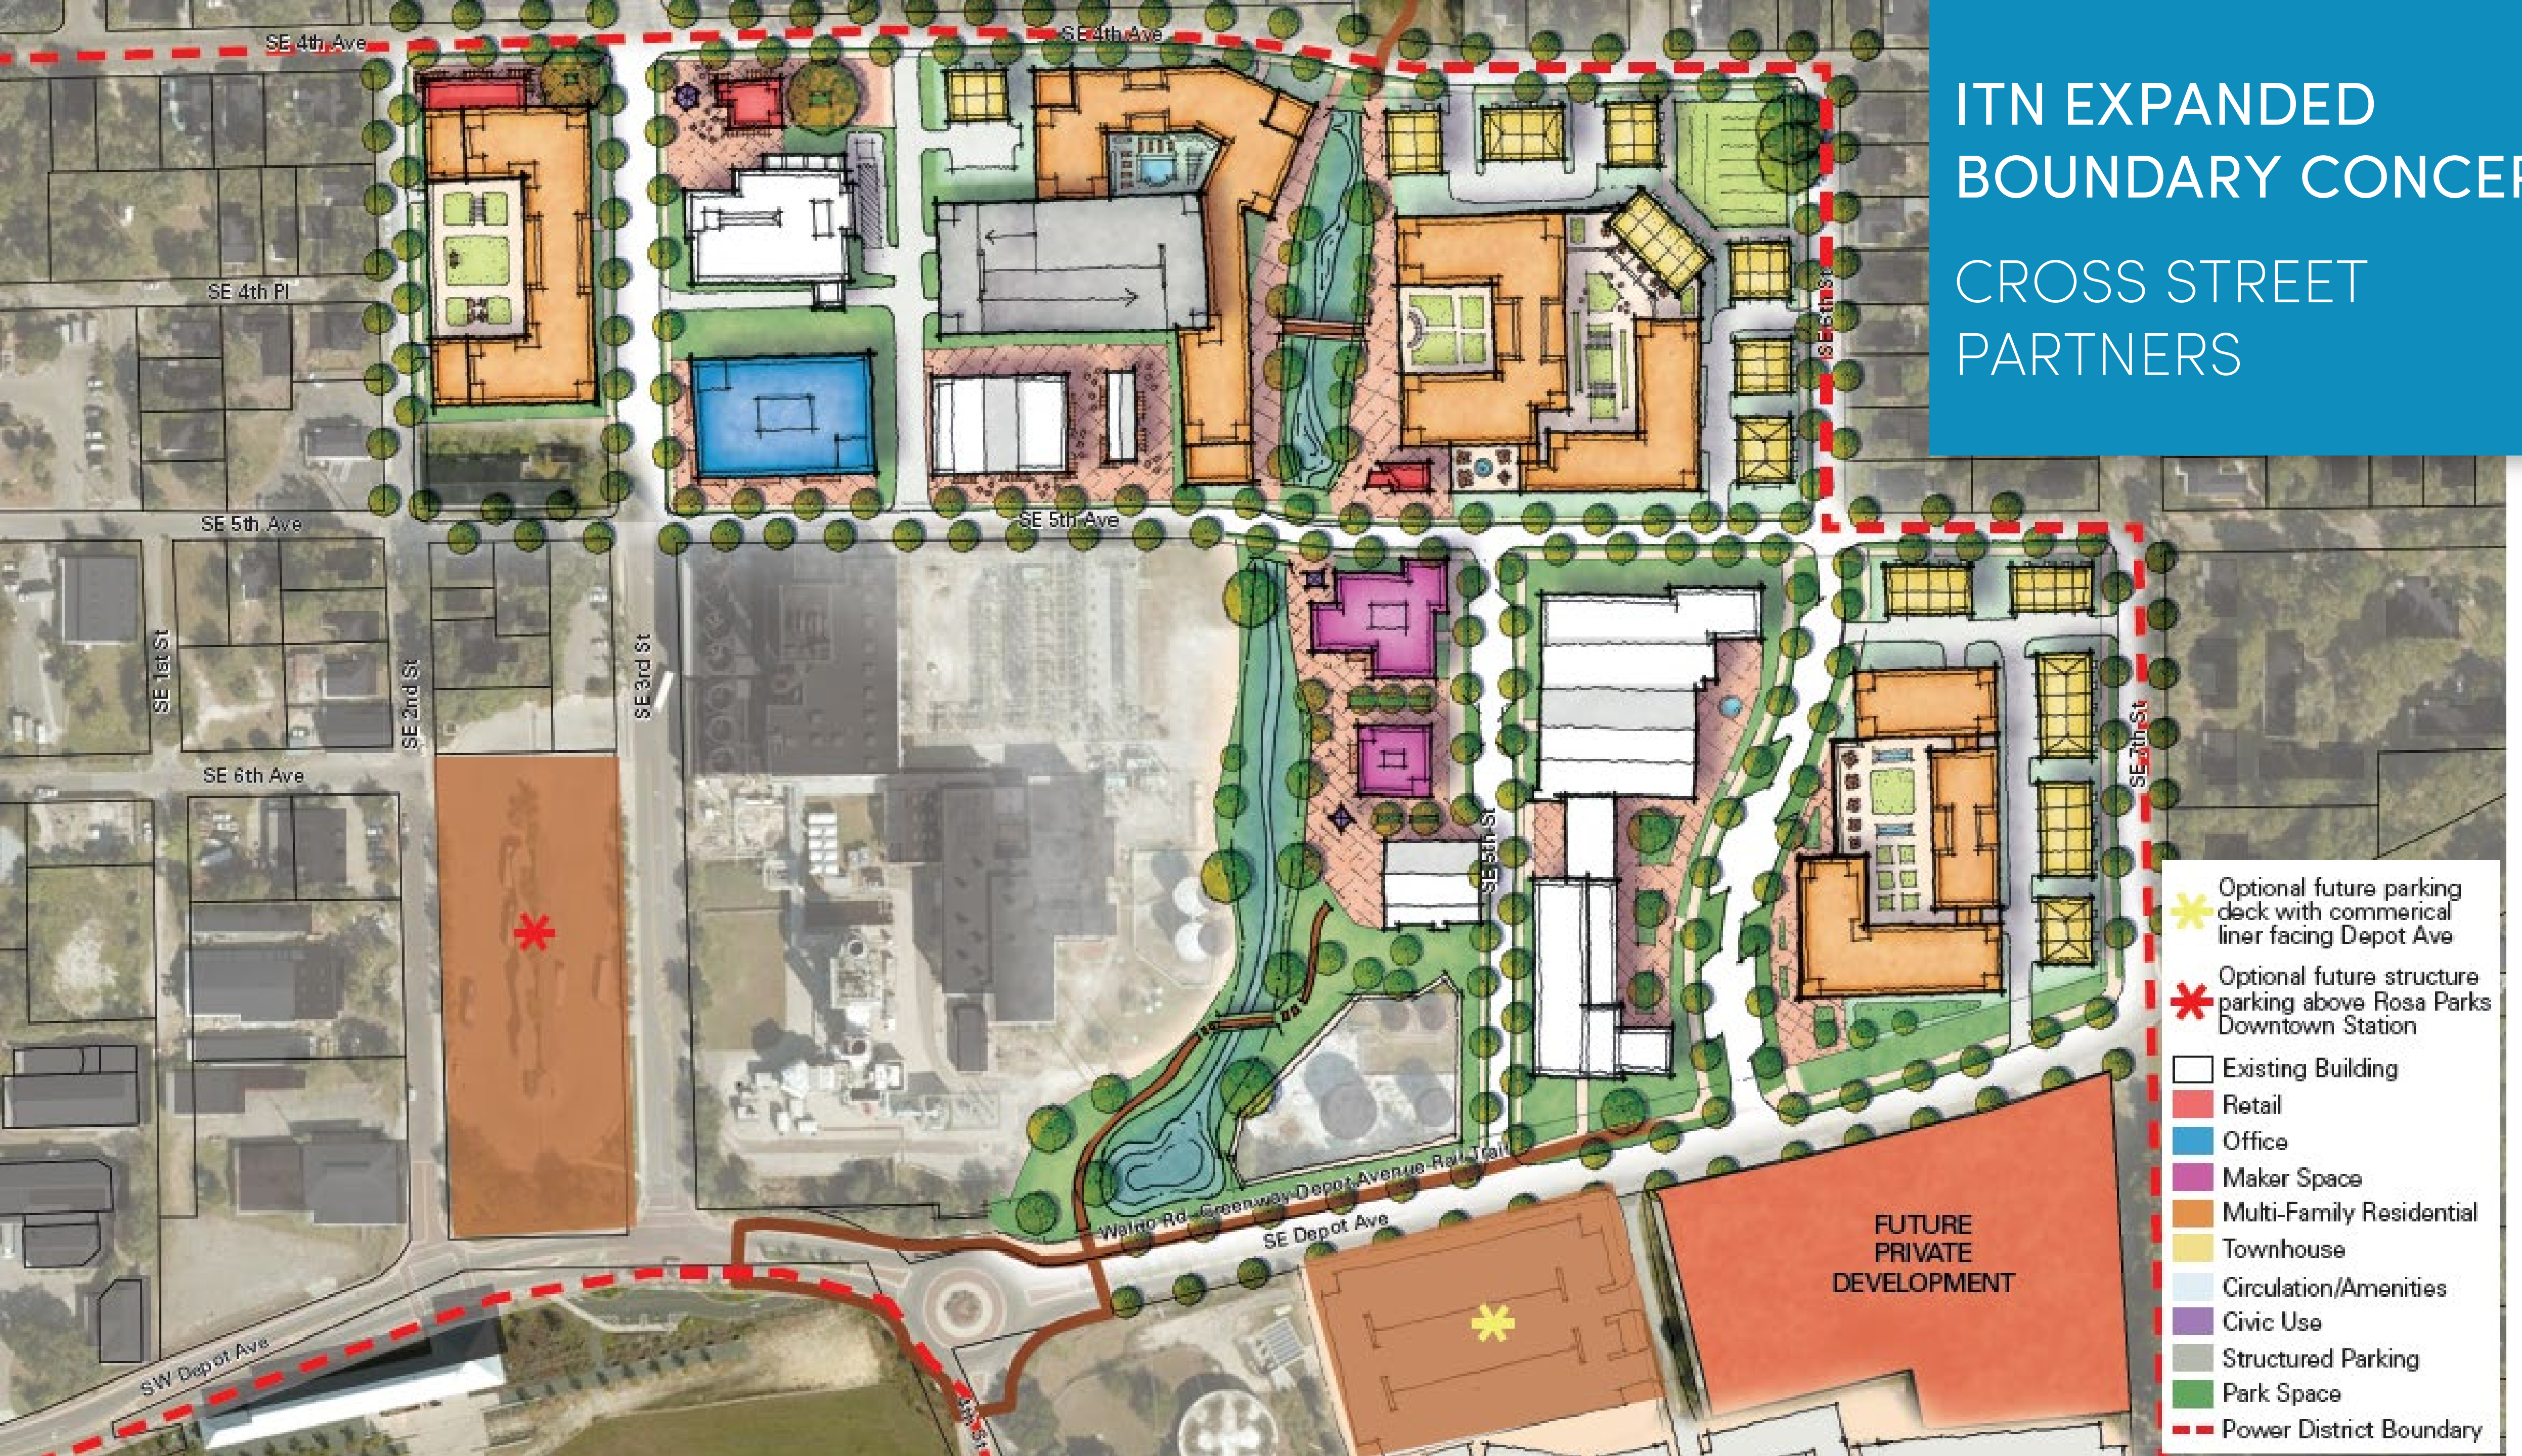 SE 4th Ave
SE 4th Ave
ITN EXPANDED
BOUNDARY CONCEP
CROSS STREET
PARTNERS
SE 4th Pl
SE 6th St
SE 5th Ave
SE 5th Ave
SE 1st St
SE 2nd St
SE 3rd St
SE 5th St
SE 7th St
SE 6th Ave
Waldo Rd Greenway Depot Avenue Rail Trail
SE Depot Ave
SW Depot Ave
4th St
FUTURE
PRIVATE
DEVELOPMENT
Optional future parking
deck with commerical
liner facing Depot Ave
Optional future structure
parking above Rosa Parks
Downtown Station
Existing Building
Retail
Office
Maker Space
Multi-Family Residential
Townhouse
Circulation/Amenities
Civic Use
Structured Parking
Park Space
Power District Boundary